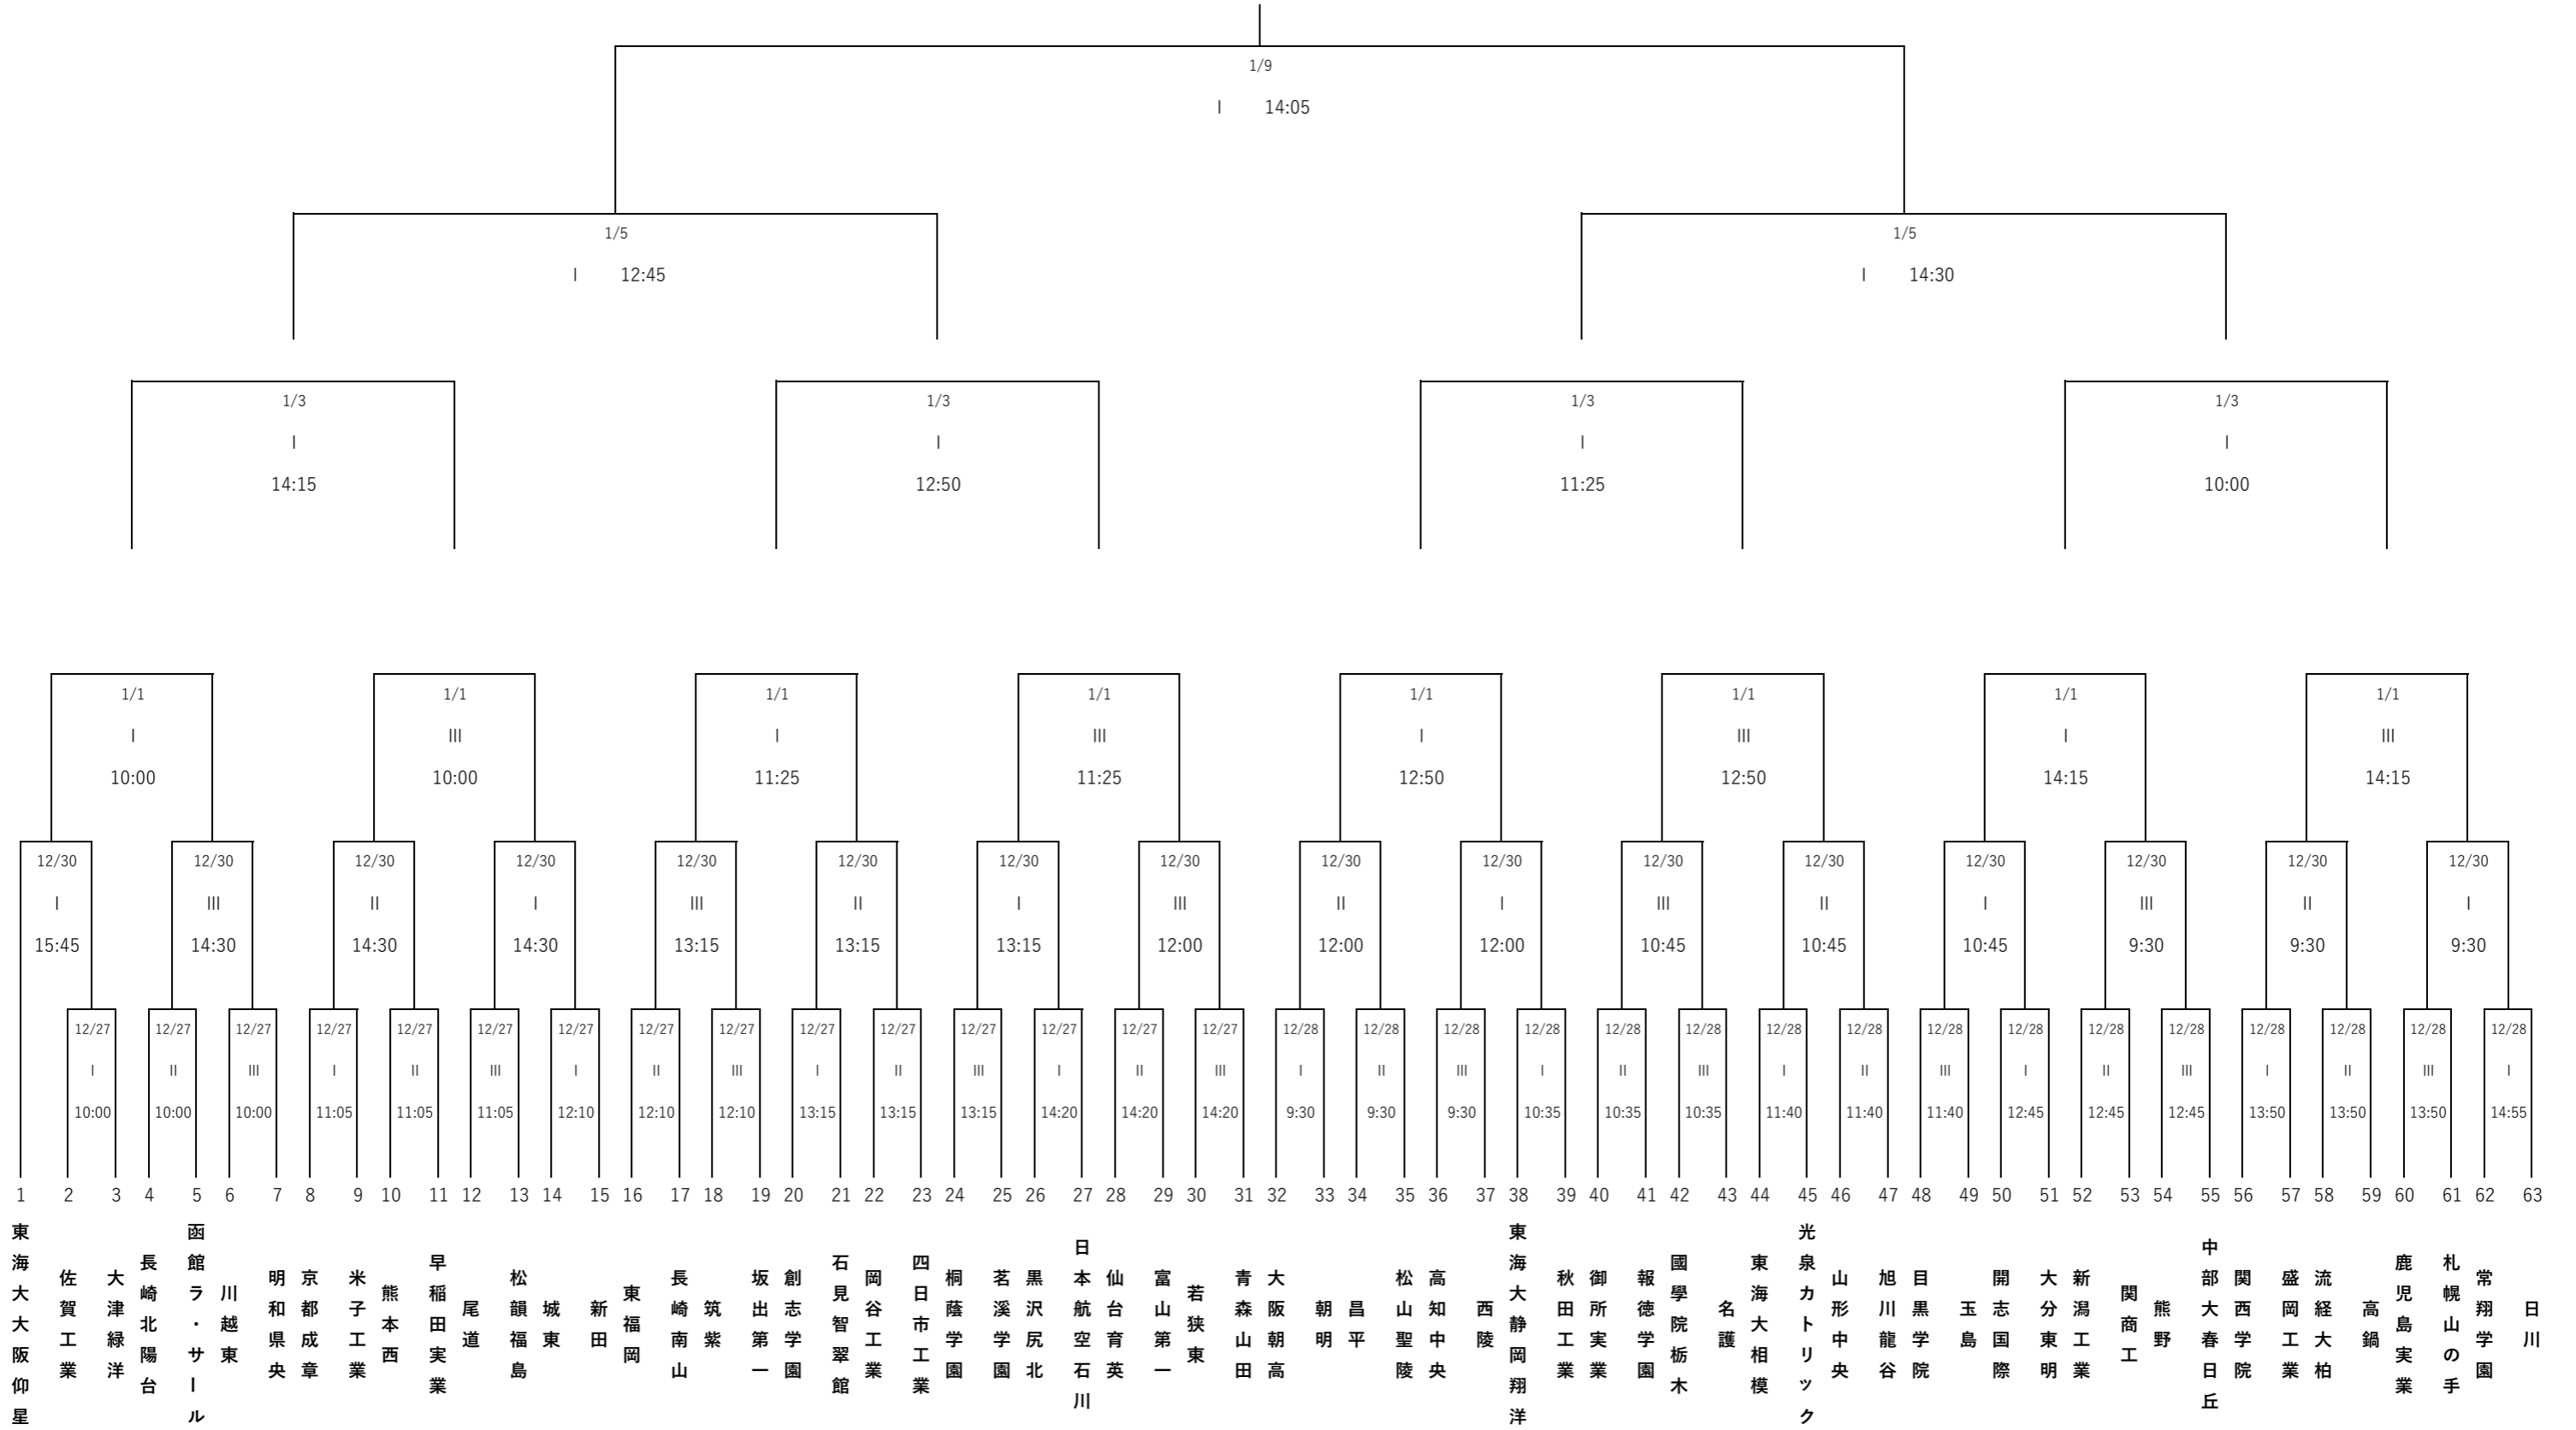 1/9
I 14:05
1/5 1/5
I 12:45 I 14:30
1/3 1/3 1/3 1/3
I I I I
14:15 12:50 11:25 10:00
1/1 1/1 1/1 1/1 1/1 1/1 1/1 1/1
I III I III I III I III
10:00 10:00 11:25 11:25 12:50 12:50 14:15 14:15
12/30 12/30 12/30 12/30 12/30 12/30 12/30 12/30 12/30 12/30 12/30 12/30 12/30 12/30 12/30 12/30
I III II I III II I III II I III II I III II I
15:45 14:30 14:30 14:30 13:15 13:15 13:15 12:00 12:00 12:00 10:45 10:45 10:45 9:30 9:30 9:30
12/27 12/27 12/27 12/27 12/27 12/27 12/27 12/27 12/27 12/27 12/27 12/27 12/27 12/27 12/27 12/28 12/28 12/28 12/28 12/28 12/28 12/28 12/28 12/28 12/28 12/28 12/28 12/28 12/28 12/28 12/28
I II III I II III I II III I II III I II III I II III I II III I II III I II III I II III I
10:00 10:00 10:00 11:05 11:05 11:05 12:10 12:10 12:10 13:15 13:15 13:15 14:20 14:20 14:20 9:30 9:30 9:30 10:35 10:35 10:35 11:40 11:40 11:40 12:45 12:45 12:45 13:50 13:50 13:50 14:55
1 2 3 4 5 6 7 8 9 10 11 12 13 14 15 16 17 18 19 20 21 22 23 24 25 26 27 28 29 30 31 32 33 34 35 36 37 38 39 40 41 42 43 44 45 46 47 48 49 50 51 52 53 54 55 56 57 58 59 60 61 62 63
東海大大阪仰星
佐賀工業
大津緑洋
長崎北陽台
函館ラ・サール
川越東
明和県央
京都成章
米子工業
熊本西
早稲田実業
尾道
松韻福島
城東
新田
東福岡
長崎南山
筑紫
坂出第一
創志学園
石見智翠館
岡谷工業
四日市工業
桐蔭学園
茗溪学園
黒沢尻北
日本航空石川
仙台育英
富山第一
若狭東
青森山田
大阪朝高
朝明
昌平
松山聖陵
高知中央
西陵
東海大静岡翔洋
秋田工業
御所実業
報徳学園
國學院栃木
名護
東海大相模
光泉カトリック
山形中央
旭川龍谷
目黒学院
玉島
開志国際
大分東明
新潟工業
関商工
熊野
中部大春日丘
関西学院
盛岡工業
流経大柏
高鍋
鹿児島実業
札幌山の手
常翔学園
日川